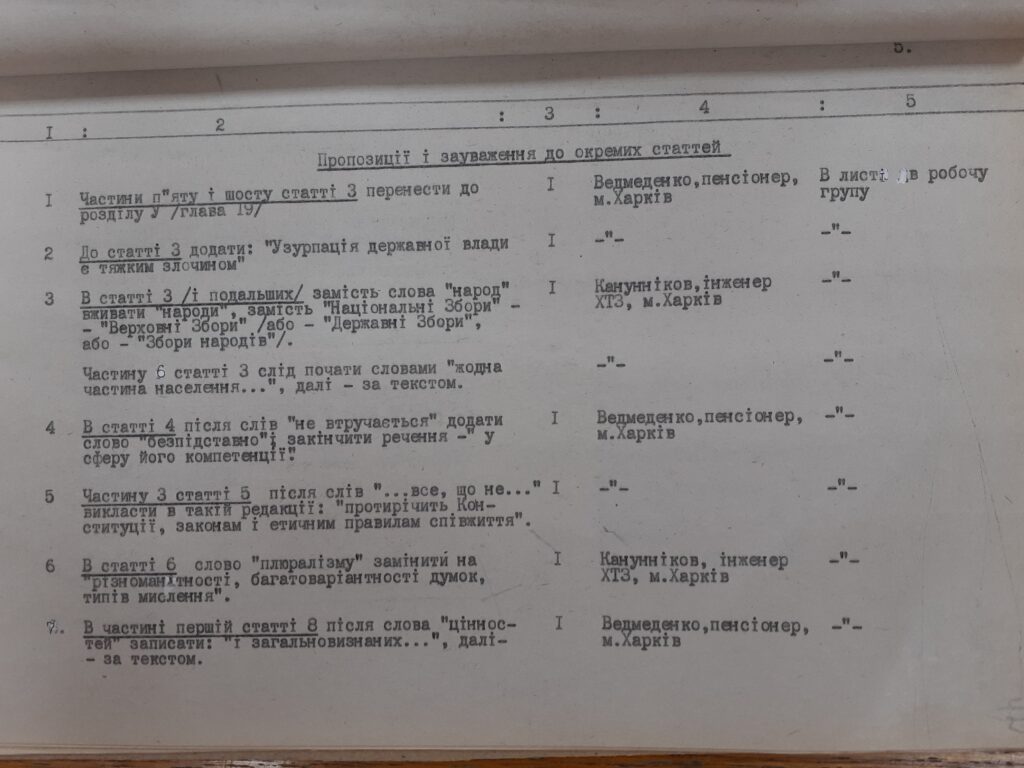 5.
I : 2 : 3 : 4 : 5
Пропозиції і зауваження до окремих статтей
I Частини п"яту і шосту статті 3 перенести до I Ведмеденко,пенсіонер, В листі в робочу
розділу У /глава I9/ м.Харків групу
2 До статті 3 додати: "Узурпація державної влади I -"- -"-
є тяжким злочином"
3 В статті 3 /і подальших/ замість слова "народ" I Канунніков,інженер -"-
вживати "народи", замість "Національні Збори" - ХТЗ, м.Харків
- "Верховні Збори" /або - "Державні Збори",
або - "Збори народів"/.
Частину 6 статті 3 слід почати словами "жодна -"- -"-
частина населення...", далі - за текстом.
4 В статті 4 після слів "не втручається" додати I Ведмеденко,пенсіонер, -"-
слово "безпідставно"; закінчити речення -" у м.Харків
сферу його компетенції".
5 Частину 3 статті 5 після слів "...все, що не..." I -"- -"-
викласти в такій редакції: "протирічить Кон-
ституції, законам і етичним правилам співжиття".
6 В статті 6 слово "плюралізму" замінити на I Канунніков, інженер -"-
"різноманітності, багатоваріантності думок, ХТЗ, м.Харків
типів мислення".
7. В частині першій статті 8 після слова "ціннос- I Ведмеденко,пенсіонер, -"-
тей" записати: "і загальновизнаних...", далі- м.Харків
- за текстом.